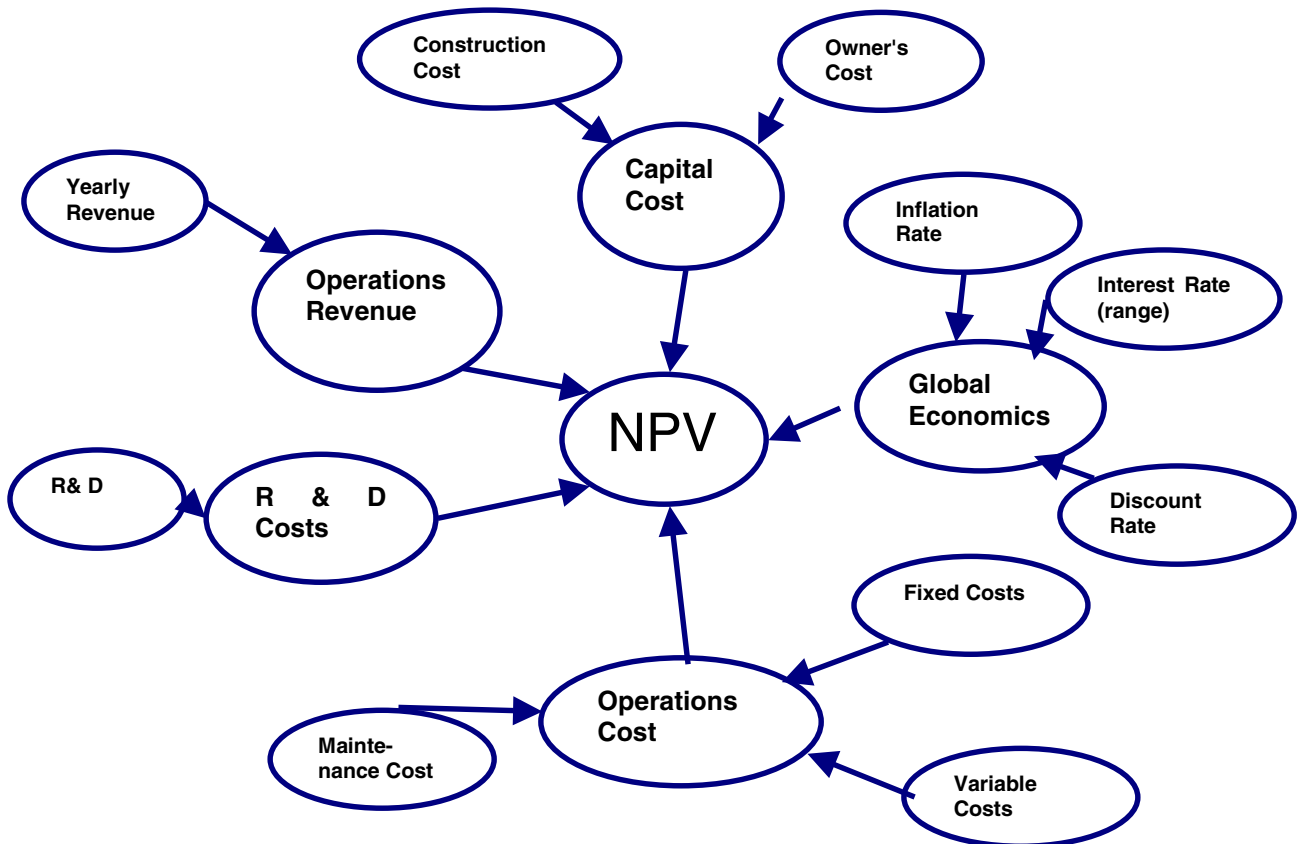 Construction
Cost
Owner's
Cost
Capital
Cost
Yearly
Revenue
Operations
Revenue
Inflation
Rate
Interest Rate
(range)
Global
Economics
NPV
R& D
R & D
Costs
Discount
Rate
Fixed Costs
Operations
Cost
Mainte-
nance Cost
Variable
Costs